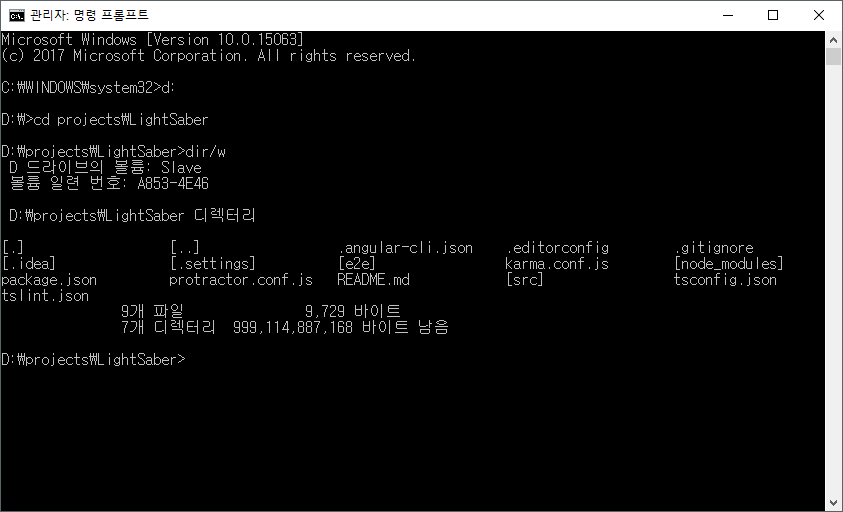 관리자: 명령 프롬프트
Microsoft Windows [Version 10.0.15063]
(c) 2017 Microsoft Corporation. All rights reserved.
C:₩WINDOWS₩system32>d:
D:₩>cd projects₩LightSaber
D:₩projects₩LightSaber>dir/w
D 드라이브의 볼륨: Slave
볼륨 일련 번호: A853-4E46
D:₩projects₩LightSaber 디렉터리
[.] [..] .angular-cli.json .editorconfig .gitignore
[.idea] [.settings] [e2e] karma.conf.js [node_modules]
package.json protractor.conf.js README.md [src] tsconfig.json
tslint.json
9개 파일 9,729 바이트
7개 디렉터리 999,114,887,168 바이트 남음
D:₩projects₩LightSaber>